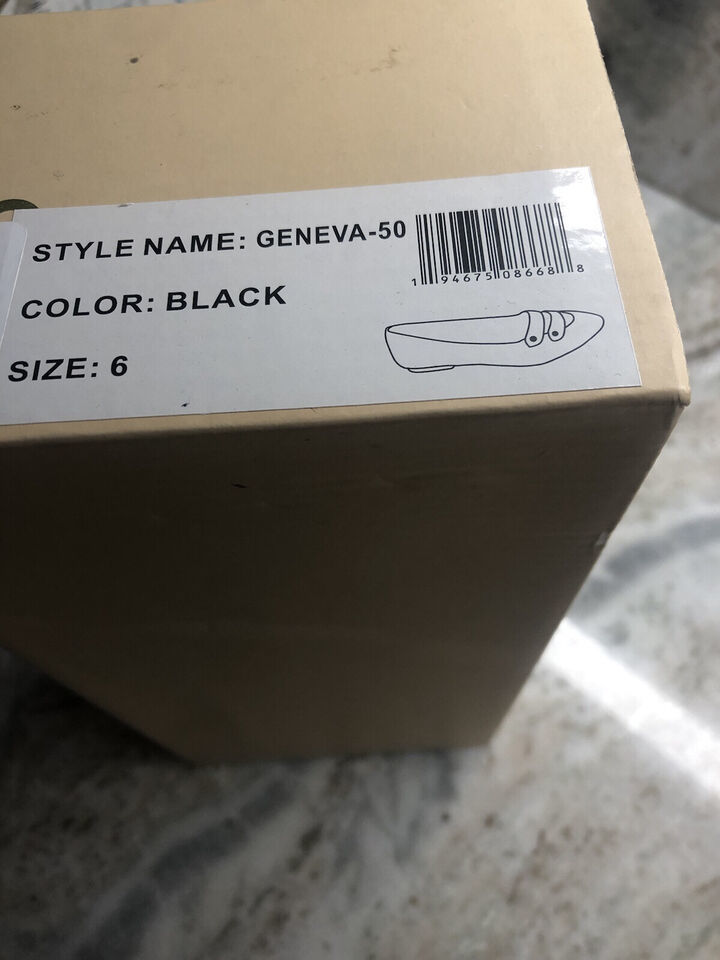 STYLE NAME: GENEVA-50
1 94675 08668 8
COLOR: BLACK
SIZE: 6